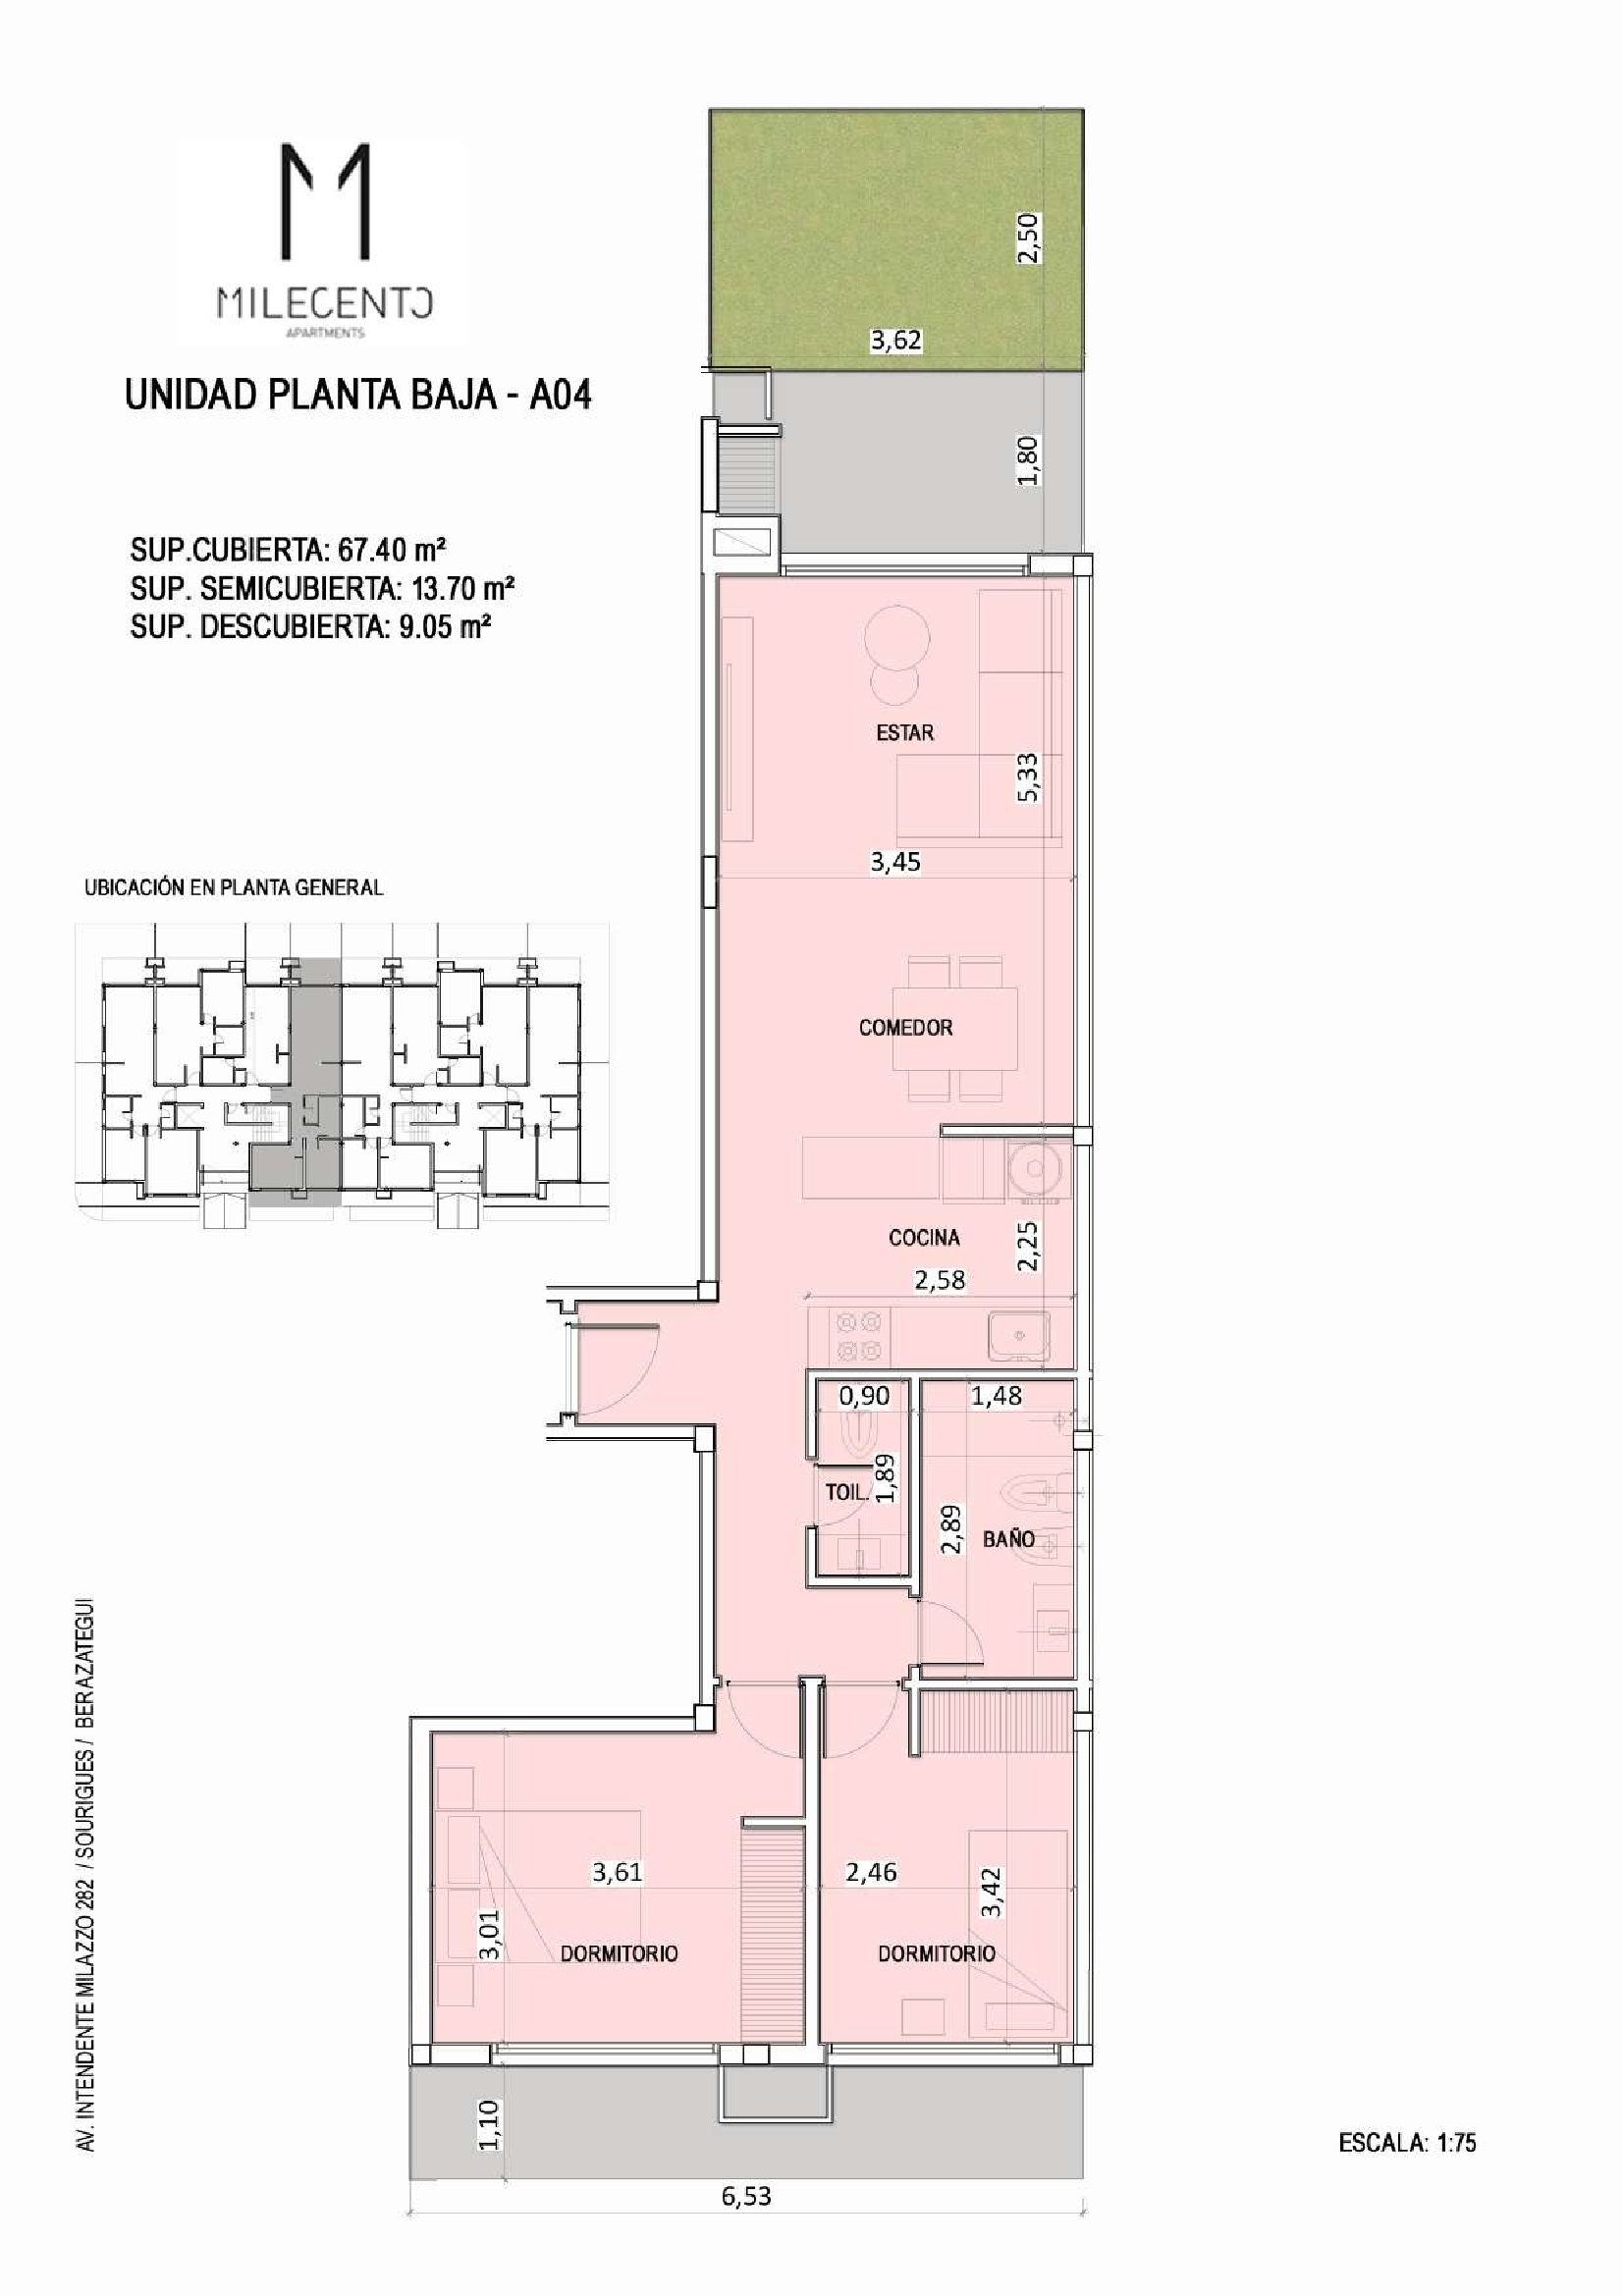 MILECENTO
APARTMENTS
UNIDAD PLANTA BAJA - A04
SUP.CUBIERTA: 67.40 m²
SUP. SEMICUBIERTA: 13.70 m²
SUP. DESCUBIERTA: 9.05 m²
UBICACIÓN EN PLANTA GENERAL
2,50
3,62
1,80
ESTAR
5,33
3,45
COMEDOR
COCINA
2,25
2,58
0,90
1,48
1,89
TOIL.
2,89
BAÑO
3,61
2,46
3,42
3,01
DORMITORIO
DORMITORIO
1,10
6,53
AV. INTENDENTE MILAZZO 282 / SOURIGUES / BERAZATEGUI
ESCALA: 1:75